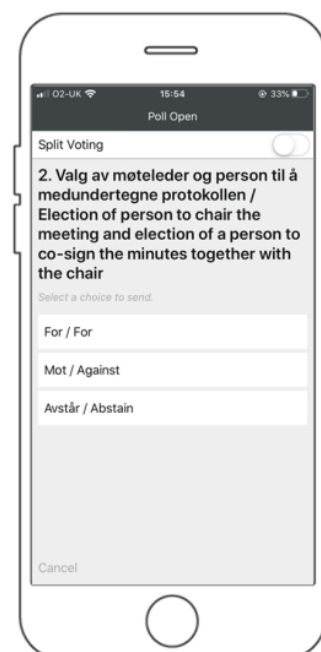 O2-UK 15:54 33%
Poll Open
Split Voting
2. Valg av møteleder og person til å
medundertegne protokollen /
Election of person to chair the
meeting and election of a person to
co-sign the minutes together with
the chair
Select a choice to send.
For / For
Mot / Against
Avstår / Abstain
Cancel